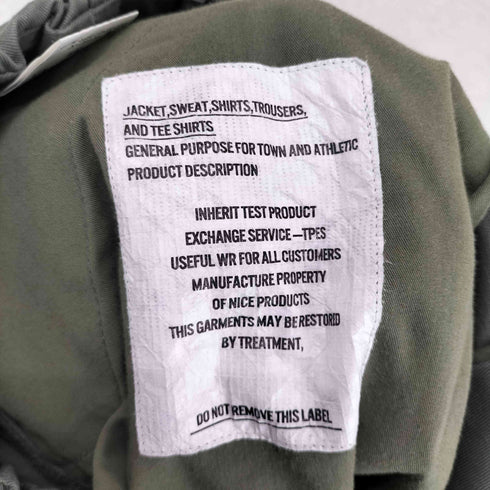 JACKET,SWEAT,SHIRTS,TROUSERS,
AND TEE SHIRTS
GENERAL PURPOSE FOR TOWN AND ATHLETIC
PRODUCT DESCRIPTION
INHERIT TEST PRODUCT
EXCHANGE SERVICE—TPES
USEFUL WR FOR ALL CUSTOMERS
MANUFACTURE PROPERTY
OF NICE PRODUCTS
THIS GARMENTS MAY BE RESTORED
BY TREATMENT,
DO NOT REMOVE THIS LABEL